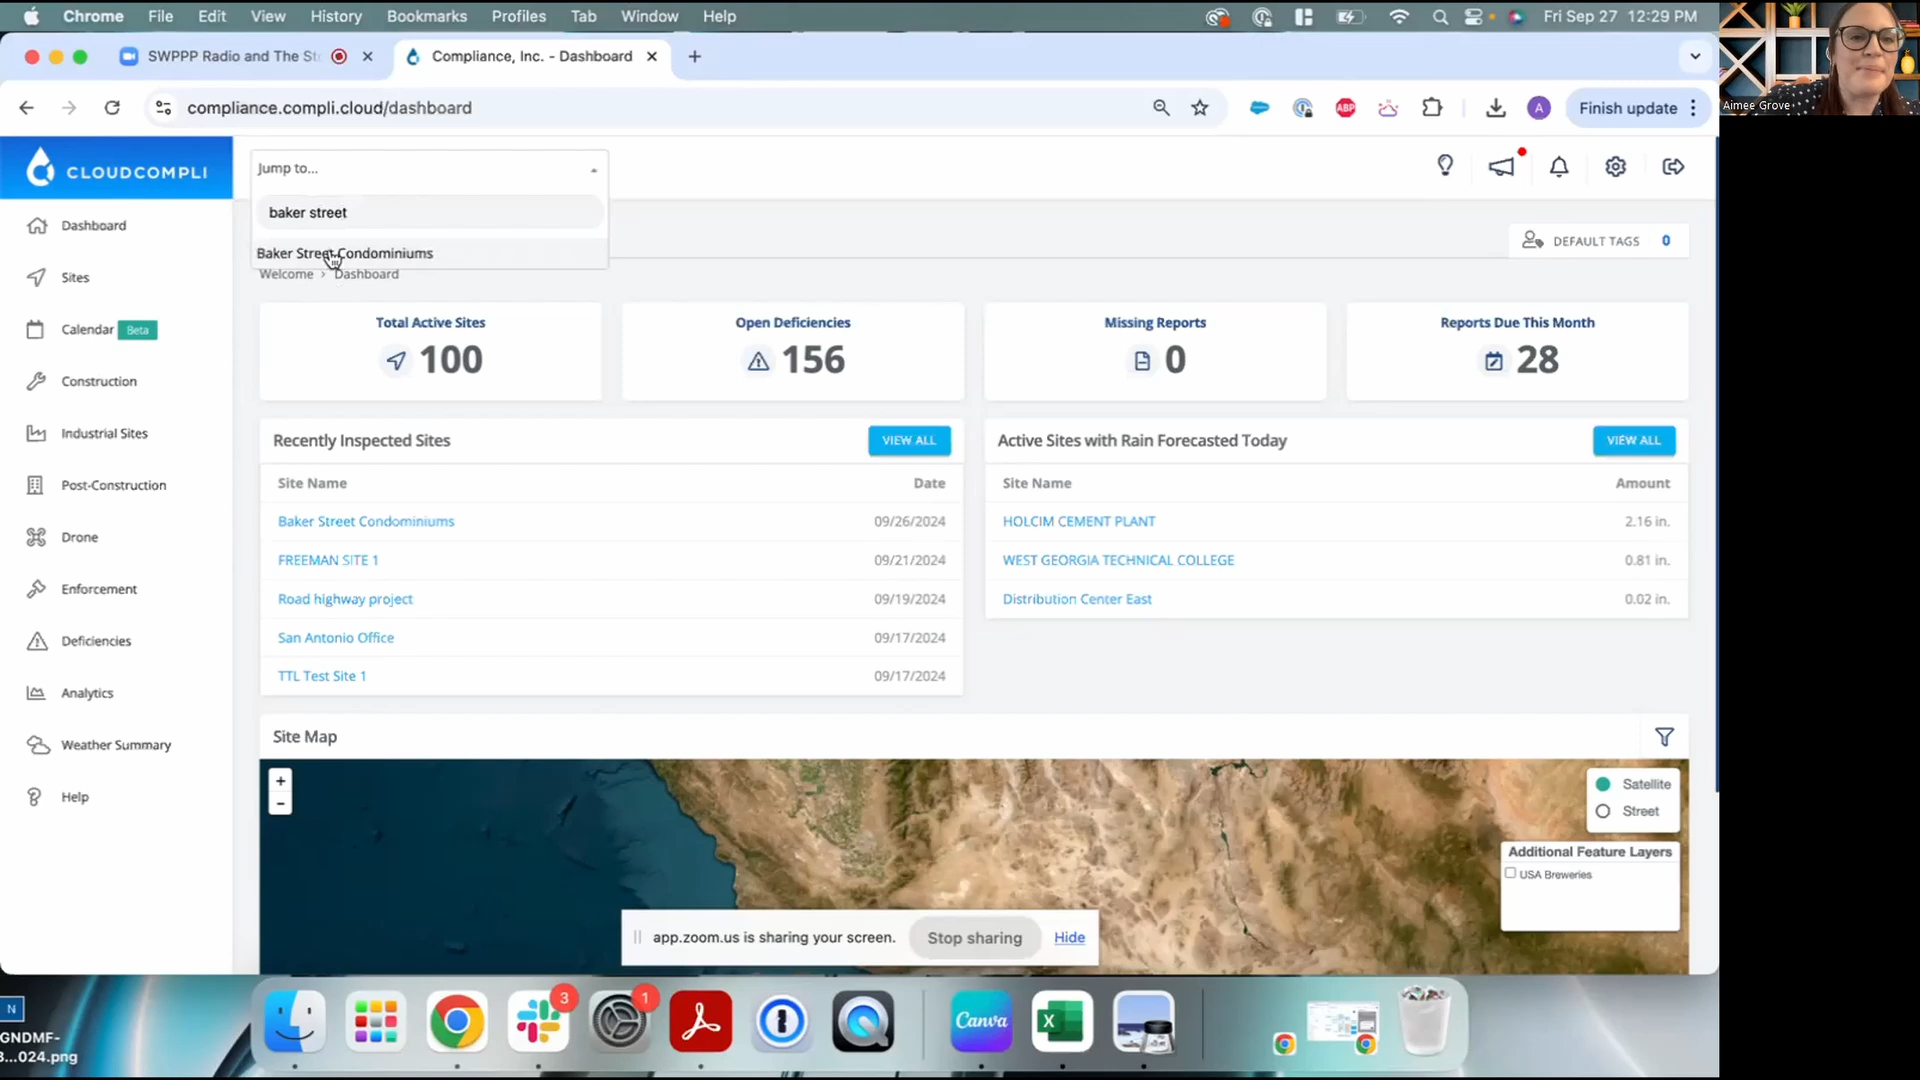 Chrome File Edit View History Bookmarks Profiles Tab Window Help Fri Sep 27 12:29 PM
SWPPP Radio and The St
Compliance, Inc. - Dashboard
compliance.compli.cloud/dashboard
ABP
A
Finish update
Aimee Grove
CLOUDCOMPLI
Jump to...
baker street
Baker Street Condominiums
DEFAULT TAGS 0
Welcome › Dashboard
Dashboard
Sites
Calendar Beta
Construction
Industrial Sites
Post-Construction
Drone
Enforcement
Deficiencies
Analytics
Weather Summary
Help
Total Active Sites
100
Open Deficiencies
156
Missing Reports
0
Reports Due This Month
28
Recently Inspected Sites VIEW ALL
Site Name Date
Baker Street Condominiums 09/26/2024
FREEMAN SITE 1 09/21/2024
Road highway project 09/19/2024
San Antonio Office 09/17/2024
TTL Test Site 1 09/17/2024
Active Sites with Rain Forecasted Today VIEW ALL
Site Name Amount
HOLCIM CEMENT PLANT 2.16 in.
WEST GEORGIA TECHNICAL COLLEGE 0.81 in.
Distribution Center East 0.02 in.
Site Map
+
-
Satellite
Street
Additional Feature Layers
USA Breweries
app.zoom.us is sharing your screen. Stop sharing Hide
N
GNDMF-
3...024.png
3
1
Canva
X